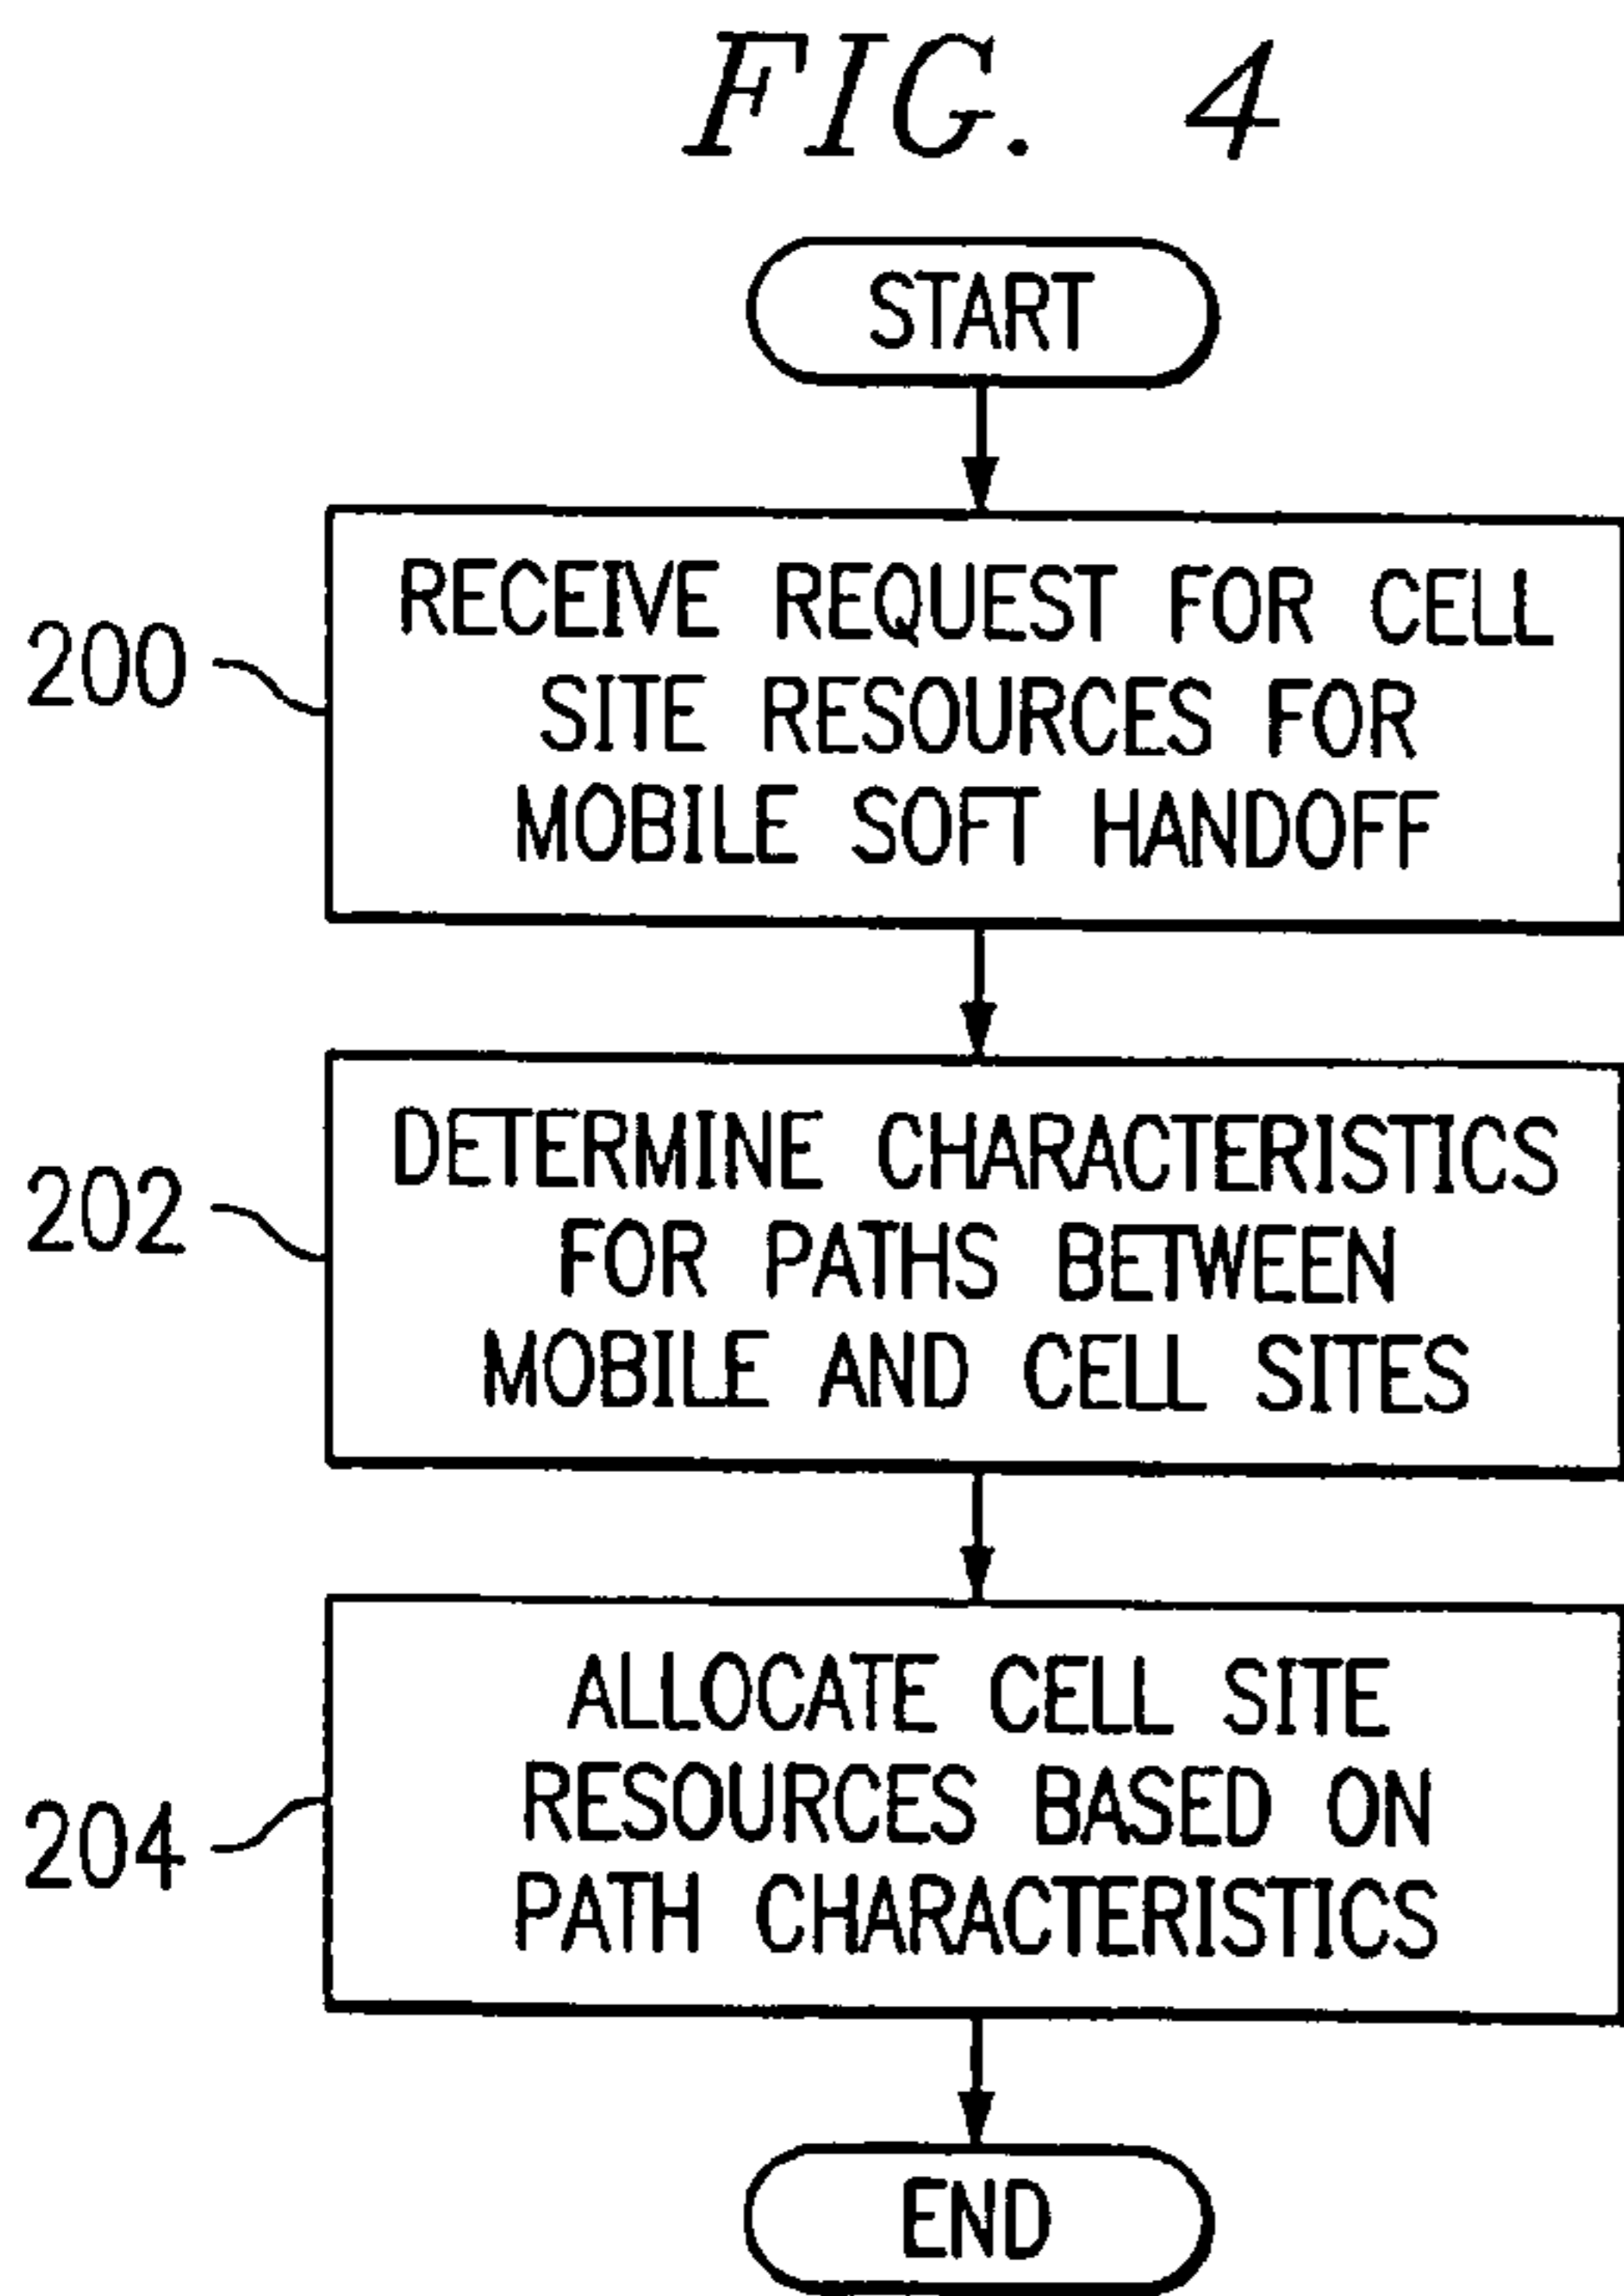 FIG. 4
START
200
RECEIVE REQUEST FOR CELL
SITE RESOURCES FOR
MOBILE SOFT HANDOFF
202
DETERMINE CHARACTERISTICS
FOR PATHS BETWEEN
MOBILE AND CELL SITES
204
ALLOCATE CELL SITE
RESOURCES BASED ON
PATH CHARACTERISTICS
END